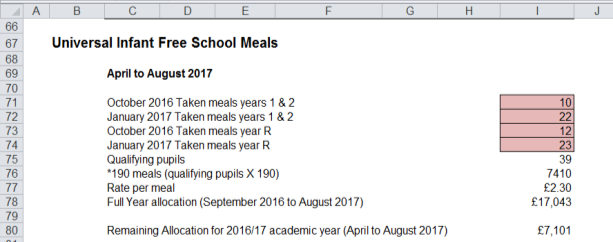 A B C D E F G H I J
66
67 Universal Infant Free School Meals
68
69 April to August 2017
70
71 October 2016 Taken meals years 1 & 2 10
72 January 2017 Taken meals years 1 & 2 22
73 October 2016 Taken meals year R 12
74 January 2017 Taken meals year R 23
75 Qualifying pupils 39
76 *190 meals (qualifying pupils X 190) 7410
77 Rate per meal £2.30
78 Full Year allocation (September 2016 to August 2017) £17,043
79
80 Remaining Allocation for 2016/17 academic year (April to August 2017) £7,101